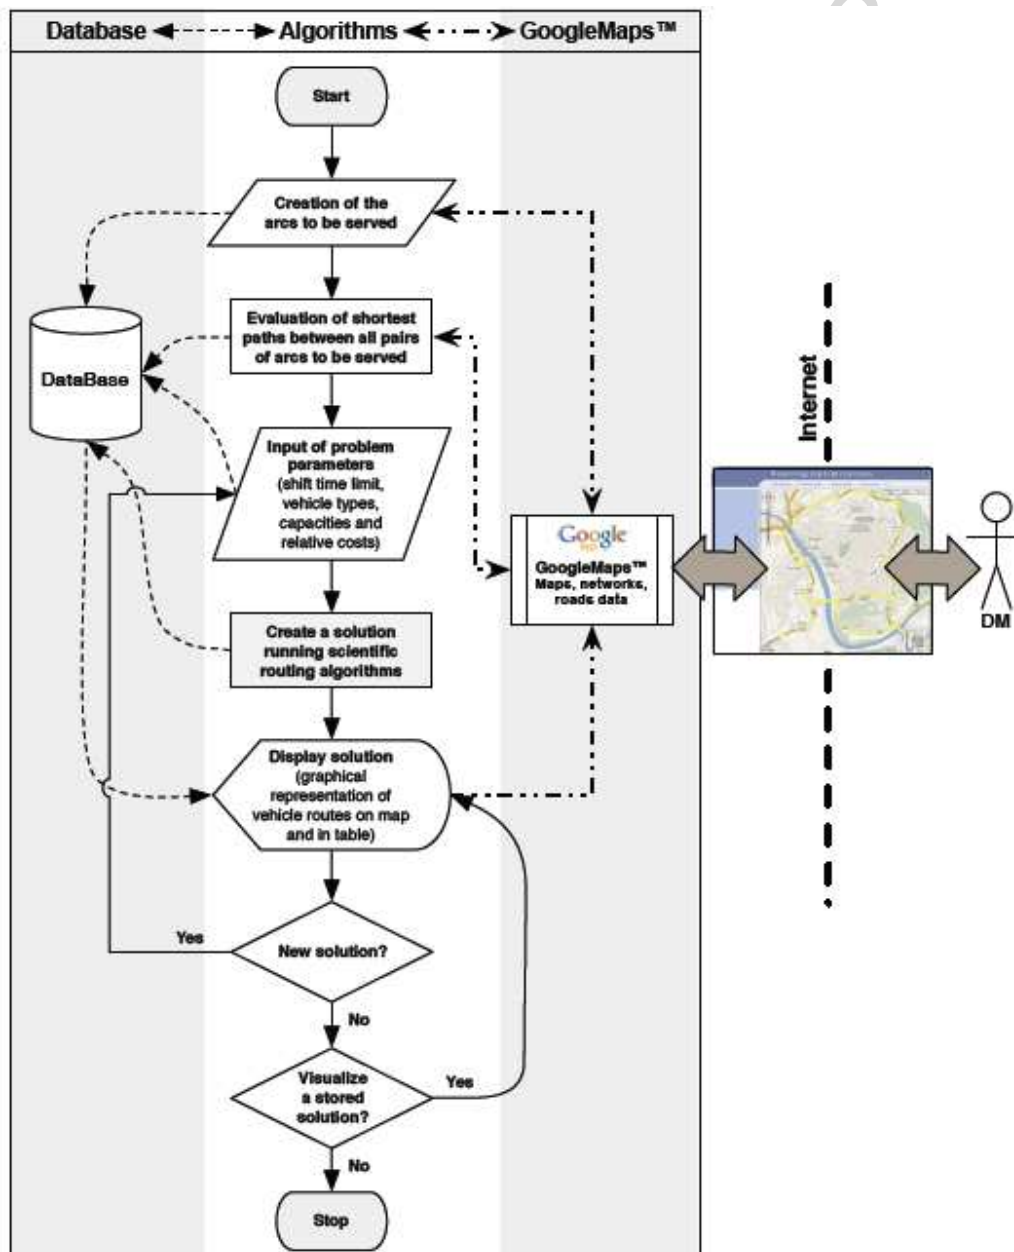 Database Algorithms GoogleMaps™
Start
Creation of the
arcs to be served
Evaluation of shortest
paths between all pairs
of arcs to be served
DataBase
Input of problem
parameters
(shift time limit,
vehicle types,
capacities and
relative costs)
Internet
Google
GoogleMaps™
Maps, networks,
roads data
DM
Create a solution
running scientific
routing algorithms
Display solution
(graphical
representation of
vehicle routes on map
and in table)
Yes
New solution?
No
Visualize
a stored
solution?
Yes
No
Stop